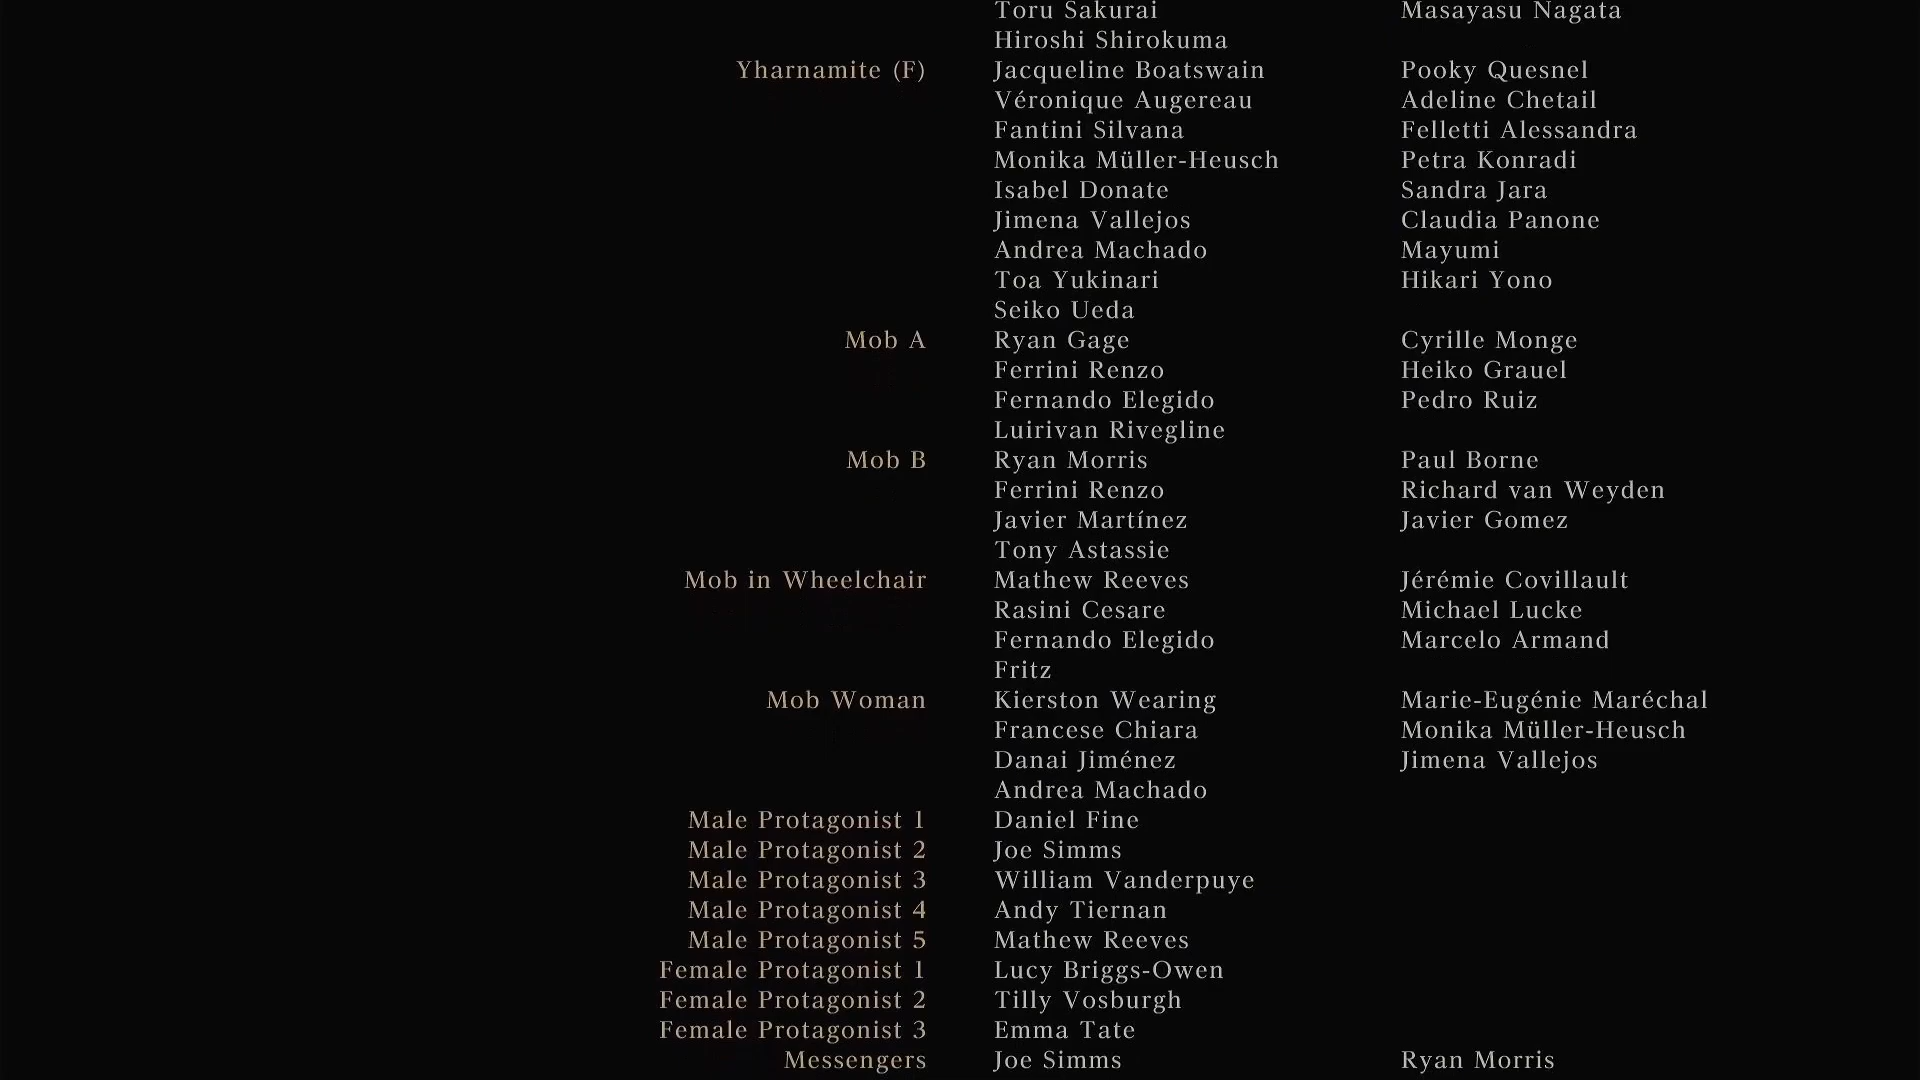 Toru Sakurai Masayasu Nagata
Hiroshi Shirokuma
Yharnamite (F) Jacqueline Boatswain Pooky Quesnel
Véronique Augereau Adeline Chetail
Fantini Silvana Felletti Alessandra
Monika Müller-Heusch Petra Konradi
Isabel Donate Sandra Jara
Jimena Vallejos Claudia Panone
Andrea Machado Mayumi
Toa Yukinari Hikari Yono
Seiko Ueda
Mob A Ryan Gage Cyrille Monge
Ferrini Renzo Heiko Grauel
Fernando Elegido Pedro Ruiz
Luirivan Rivegline
Mob B Ryan Morris Paul Borne
Ferrini Renzo Richard van Weyden
Javier Martínez Javier Gomez
Tony Astassie
Mob in Wheelchair Mathew Reeves Jérémie Covillault
Rasini Cesare Michael Lucke
Fernando Elegido Marcelo Armand
Fritz
Mob Woman Kierston Wearing Marie-Eugénie Maréchal
Francese Chiara Monika Müller-Heusch
Danai Jiménez Jimena Vallejos
Andrea Machado
Male Protagonist 1 Daniel Fine
Male Protagonist 2 Joe Simms
Male Protagonist 3 William Vanderpuye
Male Protagonist 4 Andy Tiernan
Male Protagonist 5 Mathew Reeves
Female Protagonist 1 Lucy Briggs-Owen
Female Protagonist 2 Tilly Vosburgh
Female Protagonist 3 Emma Tate
Messengers Joe Simms Ryan Morris